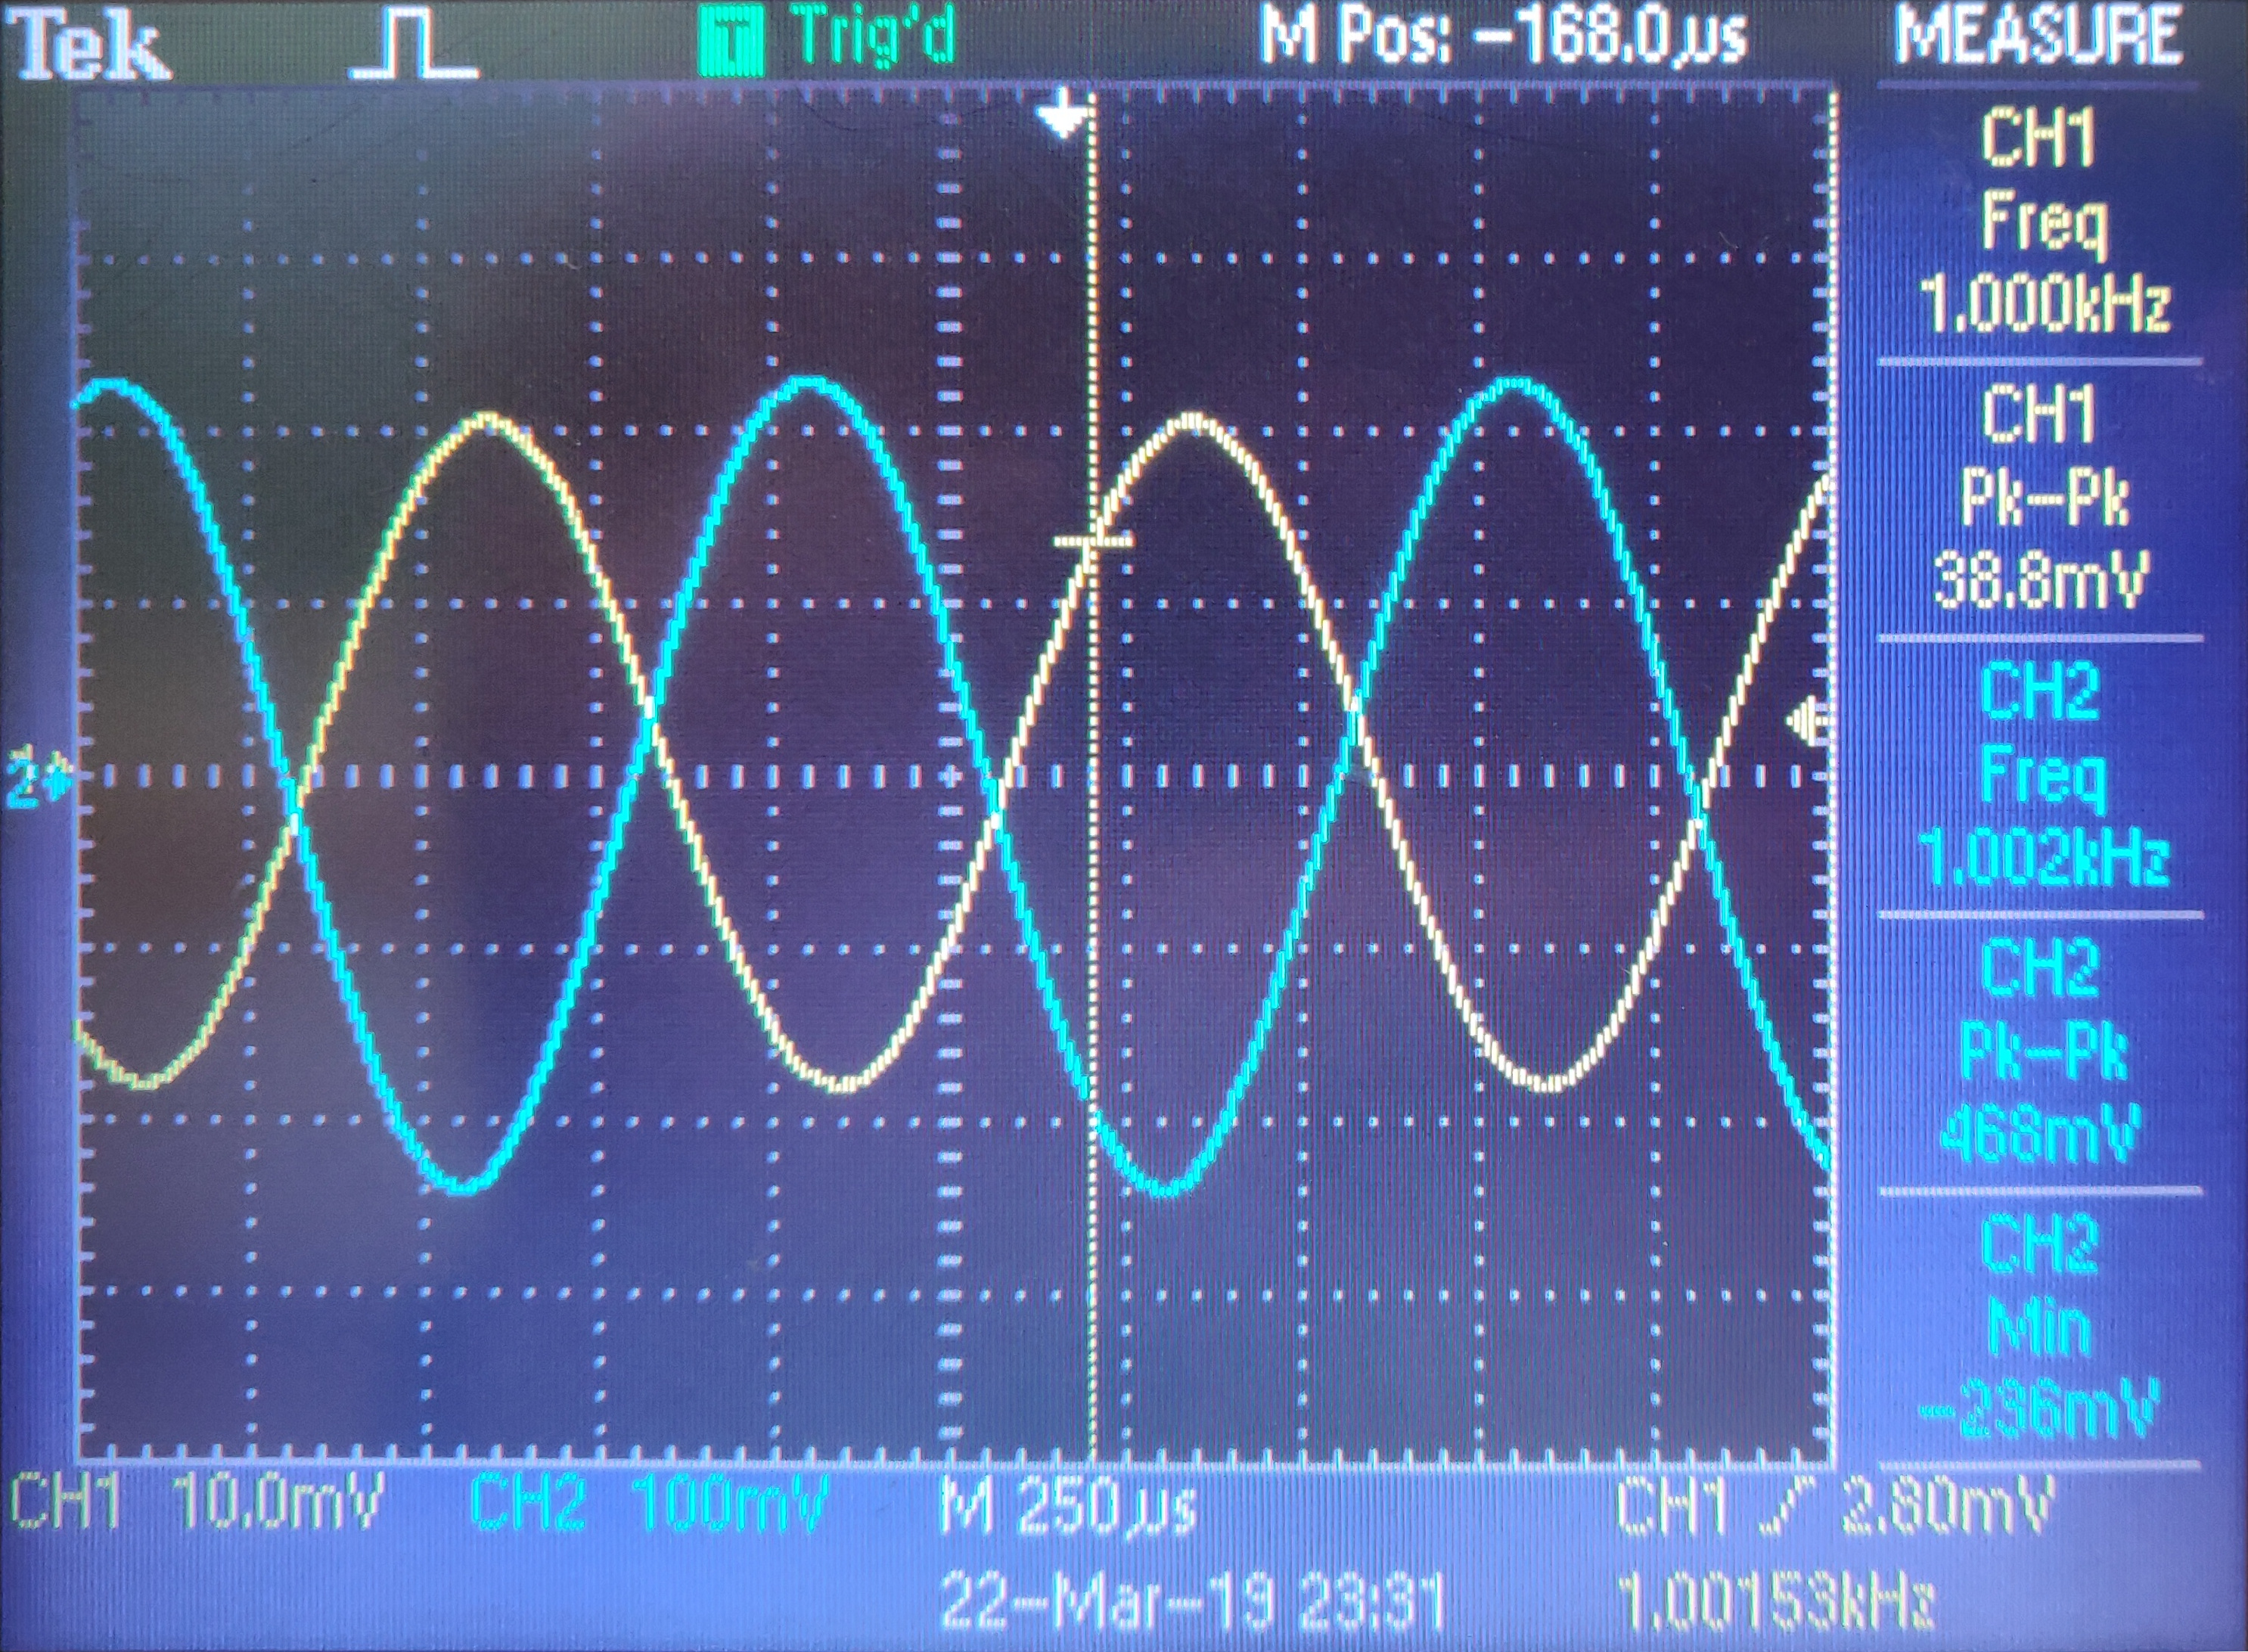 Tek T Trig'd M Pos: -168.0µs MEASURE
CH1
Freq
1.000kHz
CH1
Pk-Pk
38.8mV
CH2
Freq
1.002kHz
CH2
Pk-Pk
468mV
CH2
Min
-236mV
2
CH1 10.0mV CH2 100mV M 250µs CH1 2.80mV
22-Mar-19 23:31 1.00153kHz